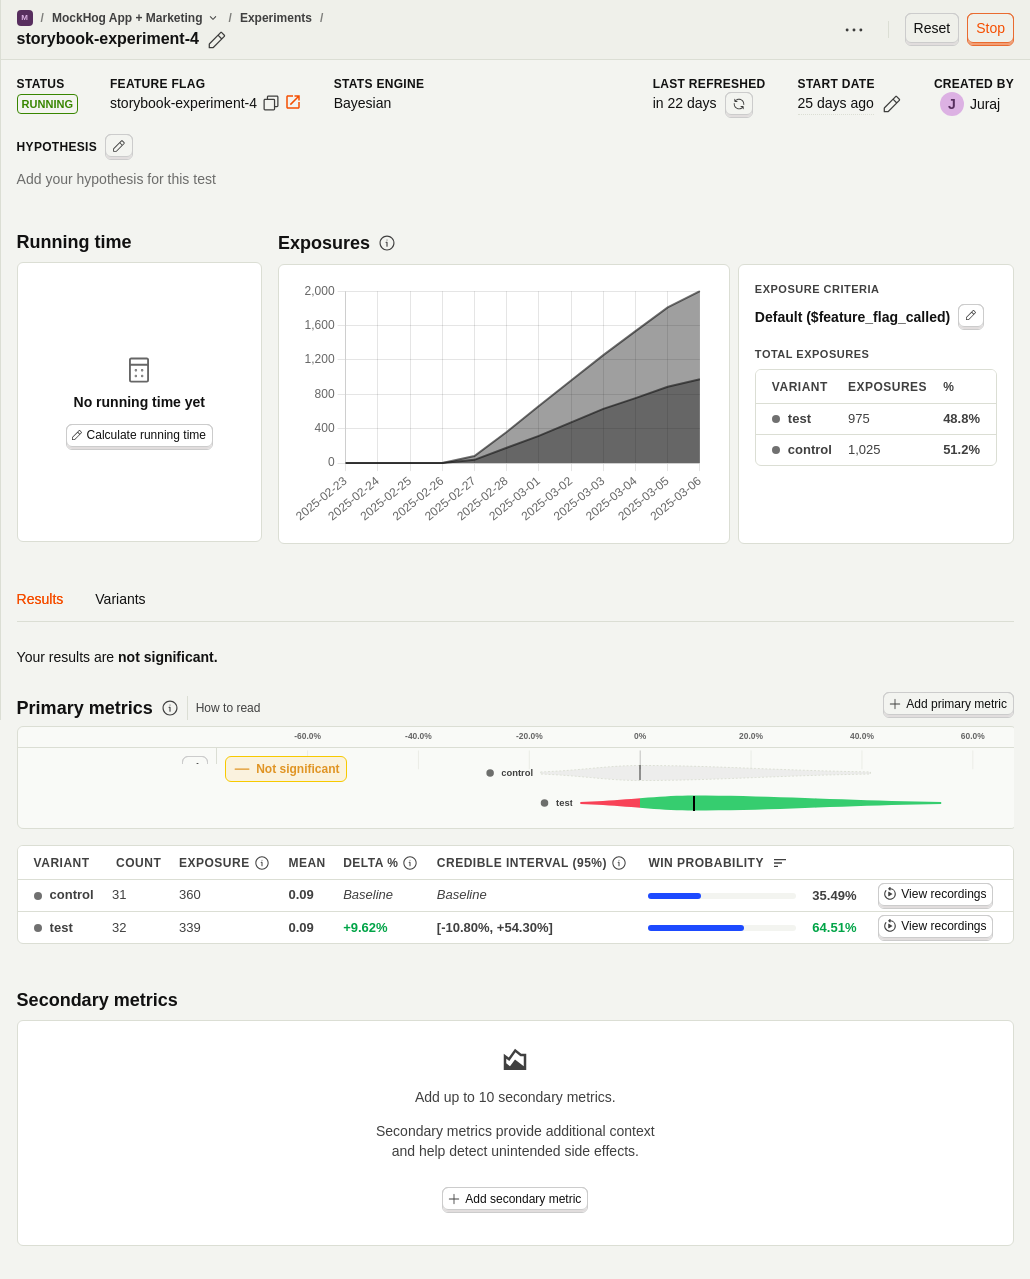 M / MockHog App + Marketing / Experiments /
storybook-experiment-4
Reset Stop
STATUS FEATURE FLAG STATS ENGINE LAST REFRESHED START DATE CREATED BY
RUNNING storybook-experiment-4 Bayesian in 22 days 25 days ago J Juraj
HYPOTHESIS
Add your hypothesis for this test
Running time
No running time yet
Calculate running time
Exposures
2,000
1,600
1,200
800
400
0
2025-02-23 2025-02-24 2025-02-25 2025-02-26 2025-02-27 2025-02-28 2025-03-01 2025-03-02 2025-03-03 2025-03-04 2025-03-05 2025-03-06
EXPOSURE CRITERIA
Default ($feature_flag_called)
TOTAL EXPOSURES
VARIANT EXPOSURES %
test 975 48.8%
control 1,025 51.2%
Results Variants
Your results are not significant.
Primary metrics How to read Add primary metric
-60.0% -40.0% -20.0% 0% 20.0% 40.0% 60.0%
Not significant control
test
VARIANT COUNT EXPOSURE MEAN DELTA % CREDIBLE INTERVAL (95%) WIN PROBABILITY
control 31 360 0.09 Baseline Baseline 35.49% View recordings
test 32 339 0.09 +9.62% [-10.80%, +54.30%] 64.51% View recordings
Secondary metrics
Add up to 10 secondary metrics.
Secondary metrics provide additional context
and help detect unintended side effects.
Add secondary metric